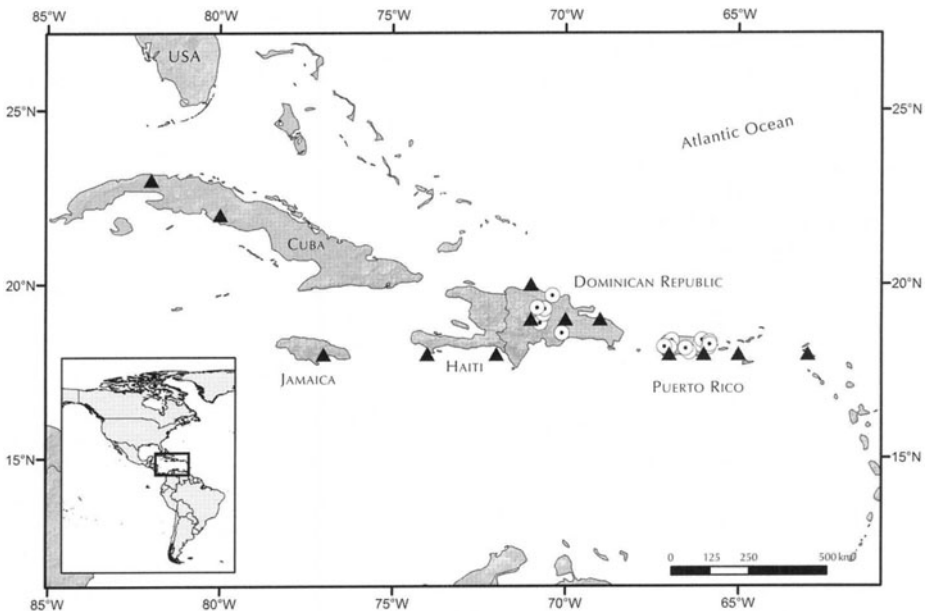 85°W 80°W 75°W 70°W 65°W
USA
25°N 25°N
Atlantic Ocean
CUBA
20°N DOMINICAN REPUBLIC 20°N
JAMAICA HAITI PUERTO RICO
15°N 15°N
0 125 250 500 km
85°W 80°W 75°W 70°W 65°W